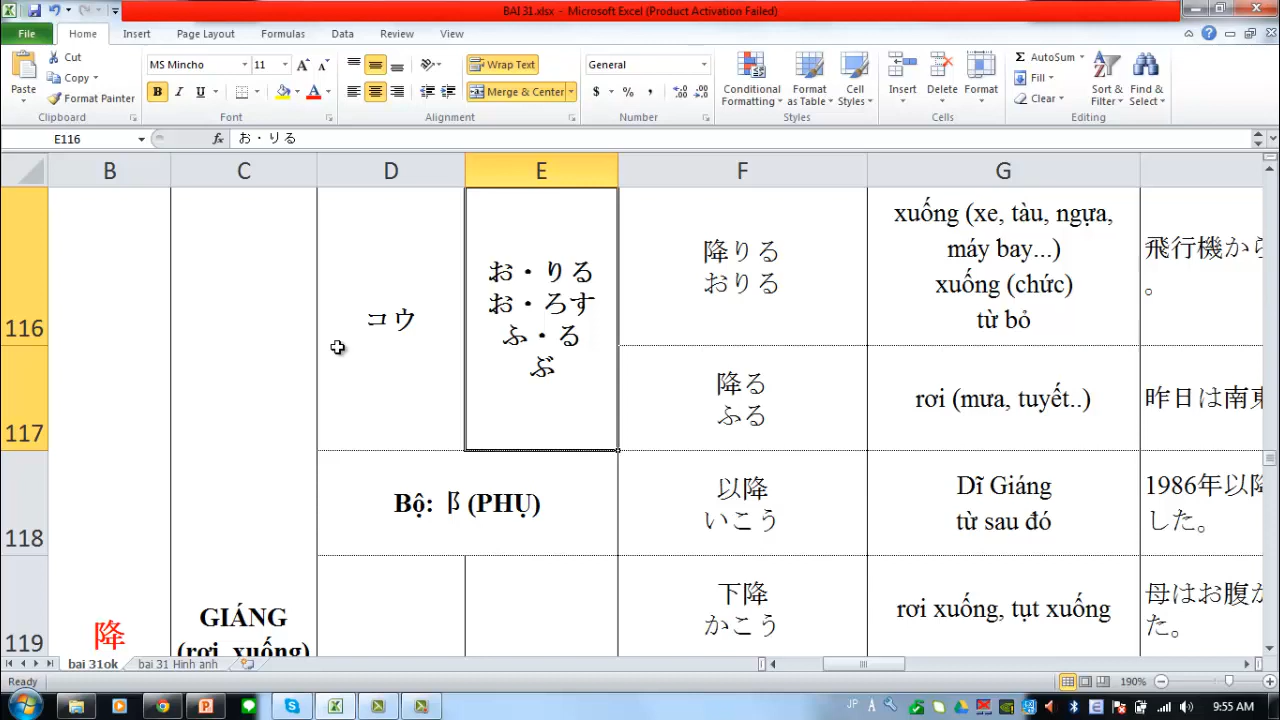 BAI 31.xlsx - Microsoft Excel (Product Activation Failed)
File Home Insert Page Layout Formulas Data Review View
Paste Cut Copy Format Painter Clipboard
MS Mincho 11 A A B I U A Font
Wrap Text Merge & Center Alignment
General $ % , Number
Conditional Formatting Format as Table Cell Styles Styles
Insert Delete Format Cells
Σ AutoSum Fill Clear Sort & Filter Find & Select Editing
E116 fx お・りる
B C D E F G
116
コウ
お・りる
お・ろす
ふ・る
ぶ
降りる
おりる
xuống (xe, tàu, ngựa,
máy bay...)
xuống (chức)
từ bỏ
飛行機から
。
117
降る
ふる
rơi (mưa, tuyết..)
昨日は南東
118
Bộ: 阝(PHỤ)
以降
いこう
Dĩ Giáng
từ sau đó
1986年以降
した。
119
降
GIÁNG
(rơi, xuống)
下降
かこう
rơi xuống, tụt xuống
母はお腹が
た。
bai 31ok bai 31 Hinh anh
Ready 190%
JP A 9:55 AM